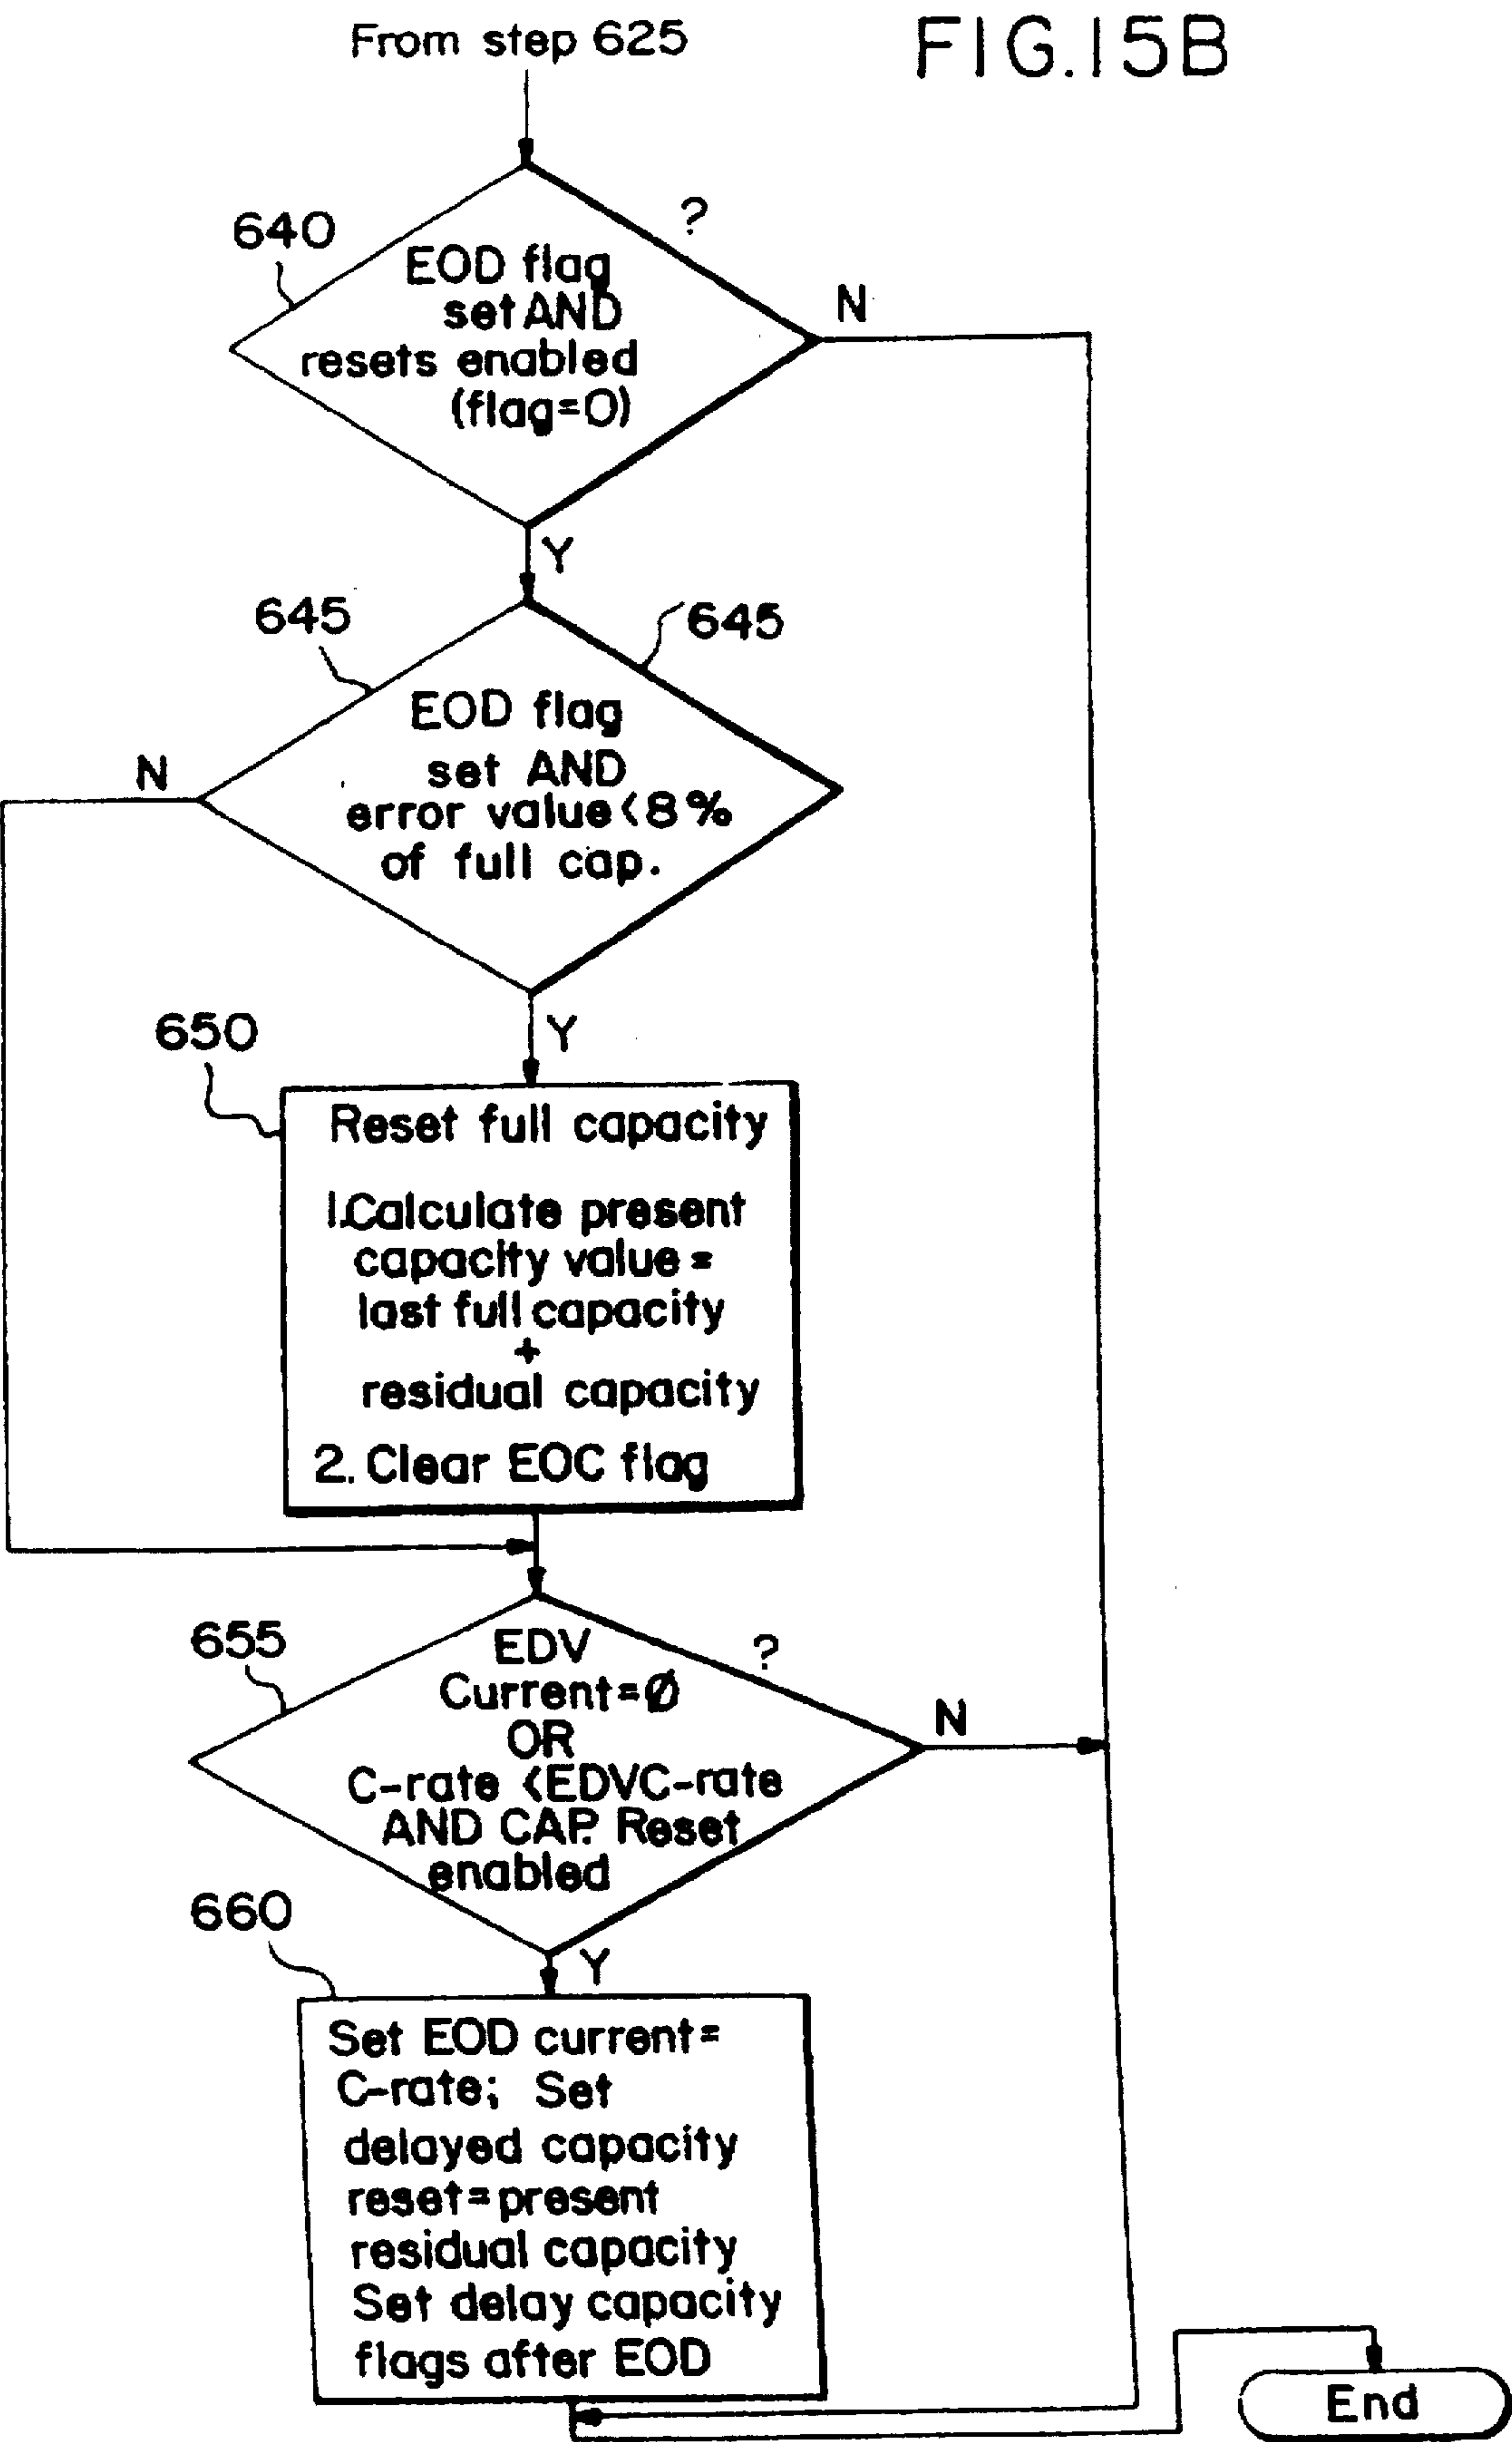 From step 625
FIG.15B
640
?
EOD flag
set AND
resets enabled
(flag=0)
N
Y
645
645
EOD flag
set AND
error value <8%
of full cap.
N
Y
650
Reset full capacity
1.Calculate present
capacity value =
last full capacity
+
residual capacity
2. Clear EOC flag
655
?
EDV
Current=Ø
OR
C-rate <EDVC-rate
AND CAP. Reset
enabled
N
Y
660
Set EOD current=
C-rate; Set
delayed capacity
reset=present
residual capacity
Set delay capacity
flags after EOD
End